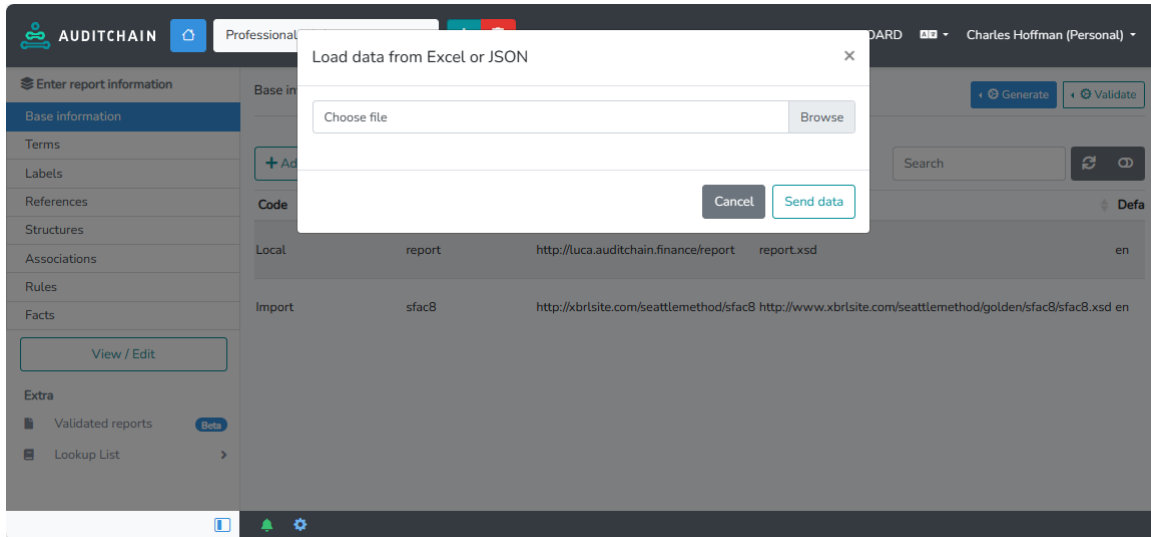 AUDITCHAIN
Professional
DARD
Charles Hoffman (Personal)
Load data from Excel or JSON
×
Enter report information
Base in
Generate
Validate
Base information
Choose file
Browse
Terms
+ Ad
Search
Labels
Cancel
Send data
References
Code
Defa
Structures
Local report http://luca.auditchain.finance/report report.xsd en
Associations
Rules
Import sfac8 http://xbrlsite.com/seattlemethod/sfac8 http://www.xbrlsite.com/seattlemethod/golden/sfac8/sfac8.xsd en
Facts
View / Edit
Extra
Validated reports Beta
Lookup List